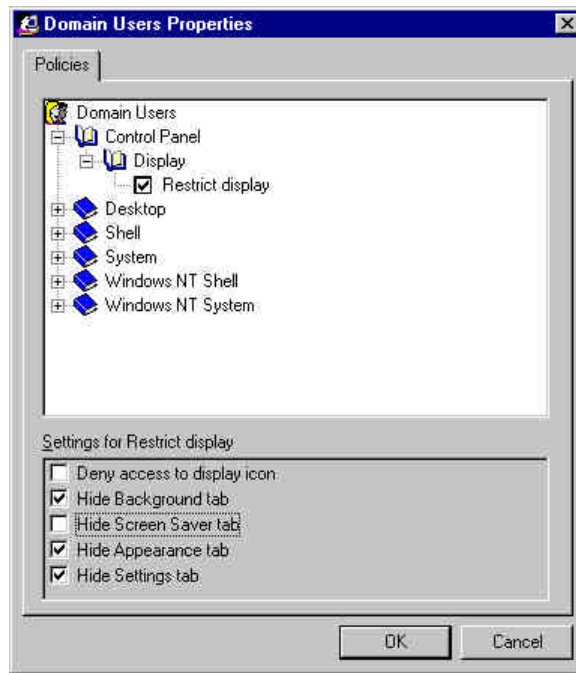 Domain Users Properties
Policies
Domain Users
Control Panel
Display
Restrict display
Desktop
Shell
System
Windows NT Shell
Windows NT System
Settings for Restrict display
Deny access to display icon
Hide Background tab
Hide Screen Saver tab
Hide Appearance tab
Hide Settings tab
OK Cancel